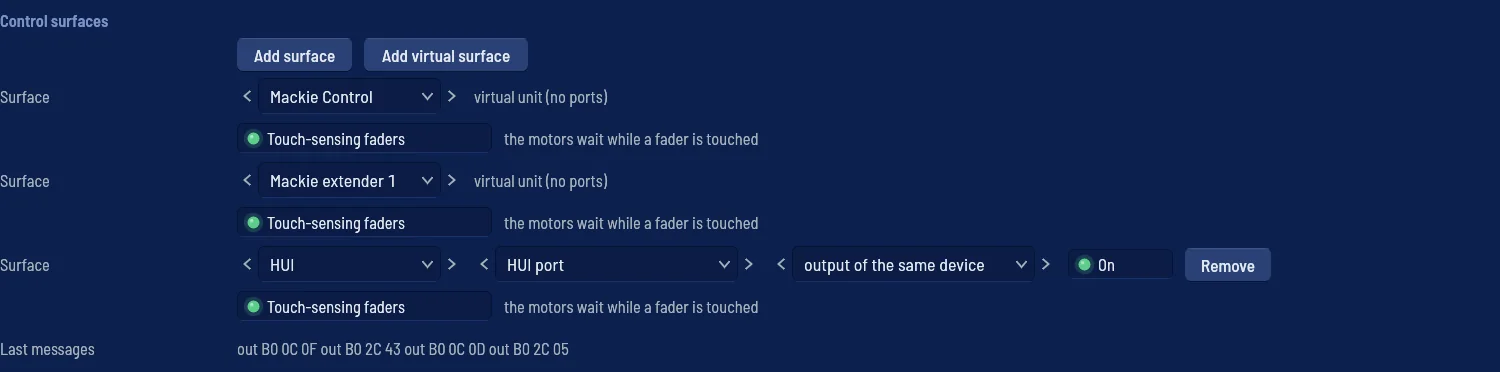 Control surfaces
Add surface Add virtual surface
Surface < Mackie Control > virtual unit (no ports)
Touch-sensing faders the motors wait while a fader is touched
Surface < Mackie extender 1 > virtual unit (no ports)
Touch-sensing faders the motors wait while a fader is touched
Surface < HUI > < HUI port > < output of the same device > On Remove
Touch-sensing faders the motors wait while a fader is touched
Last messages out B0 0C 0F out B0 2C 43 out B0 0C 0D out B0 2C 05